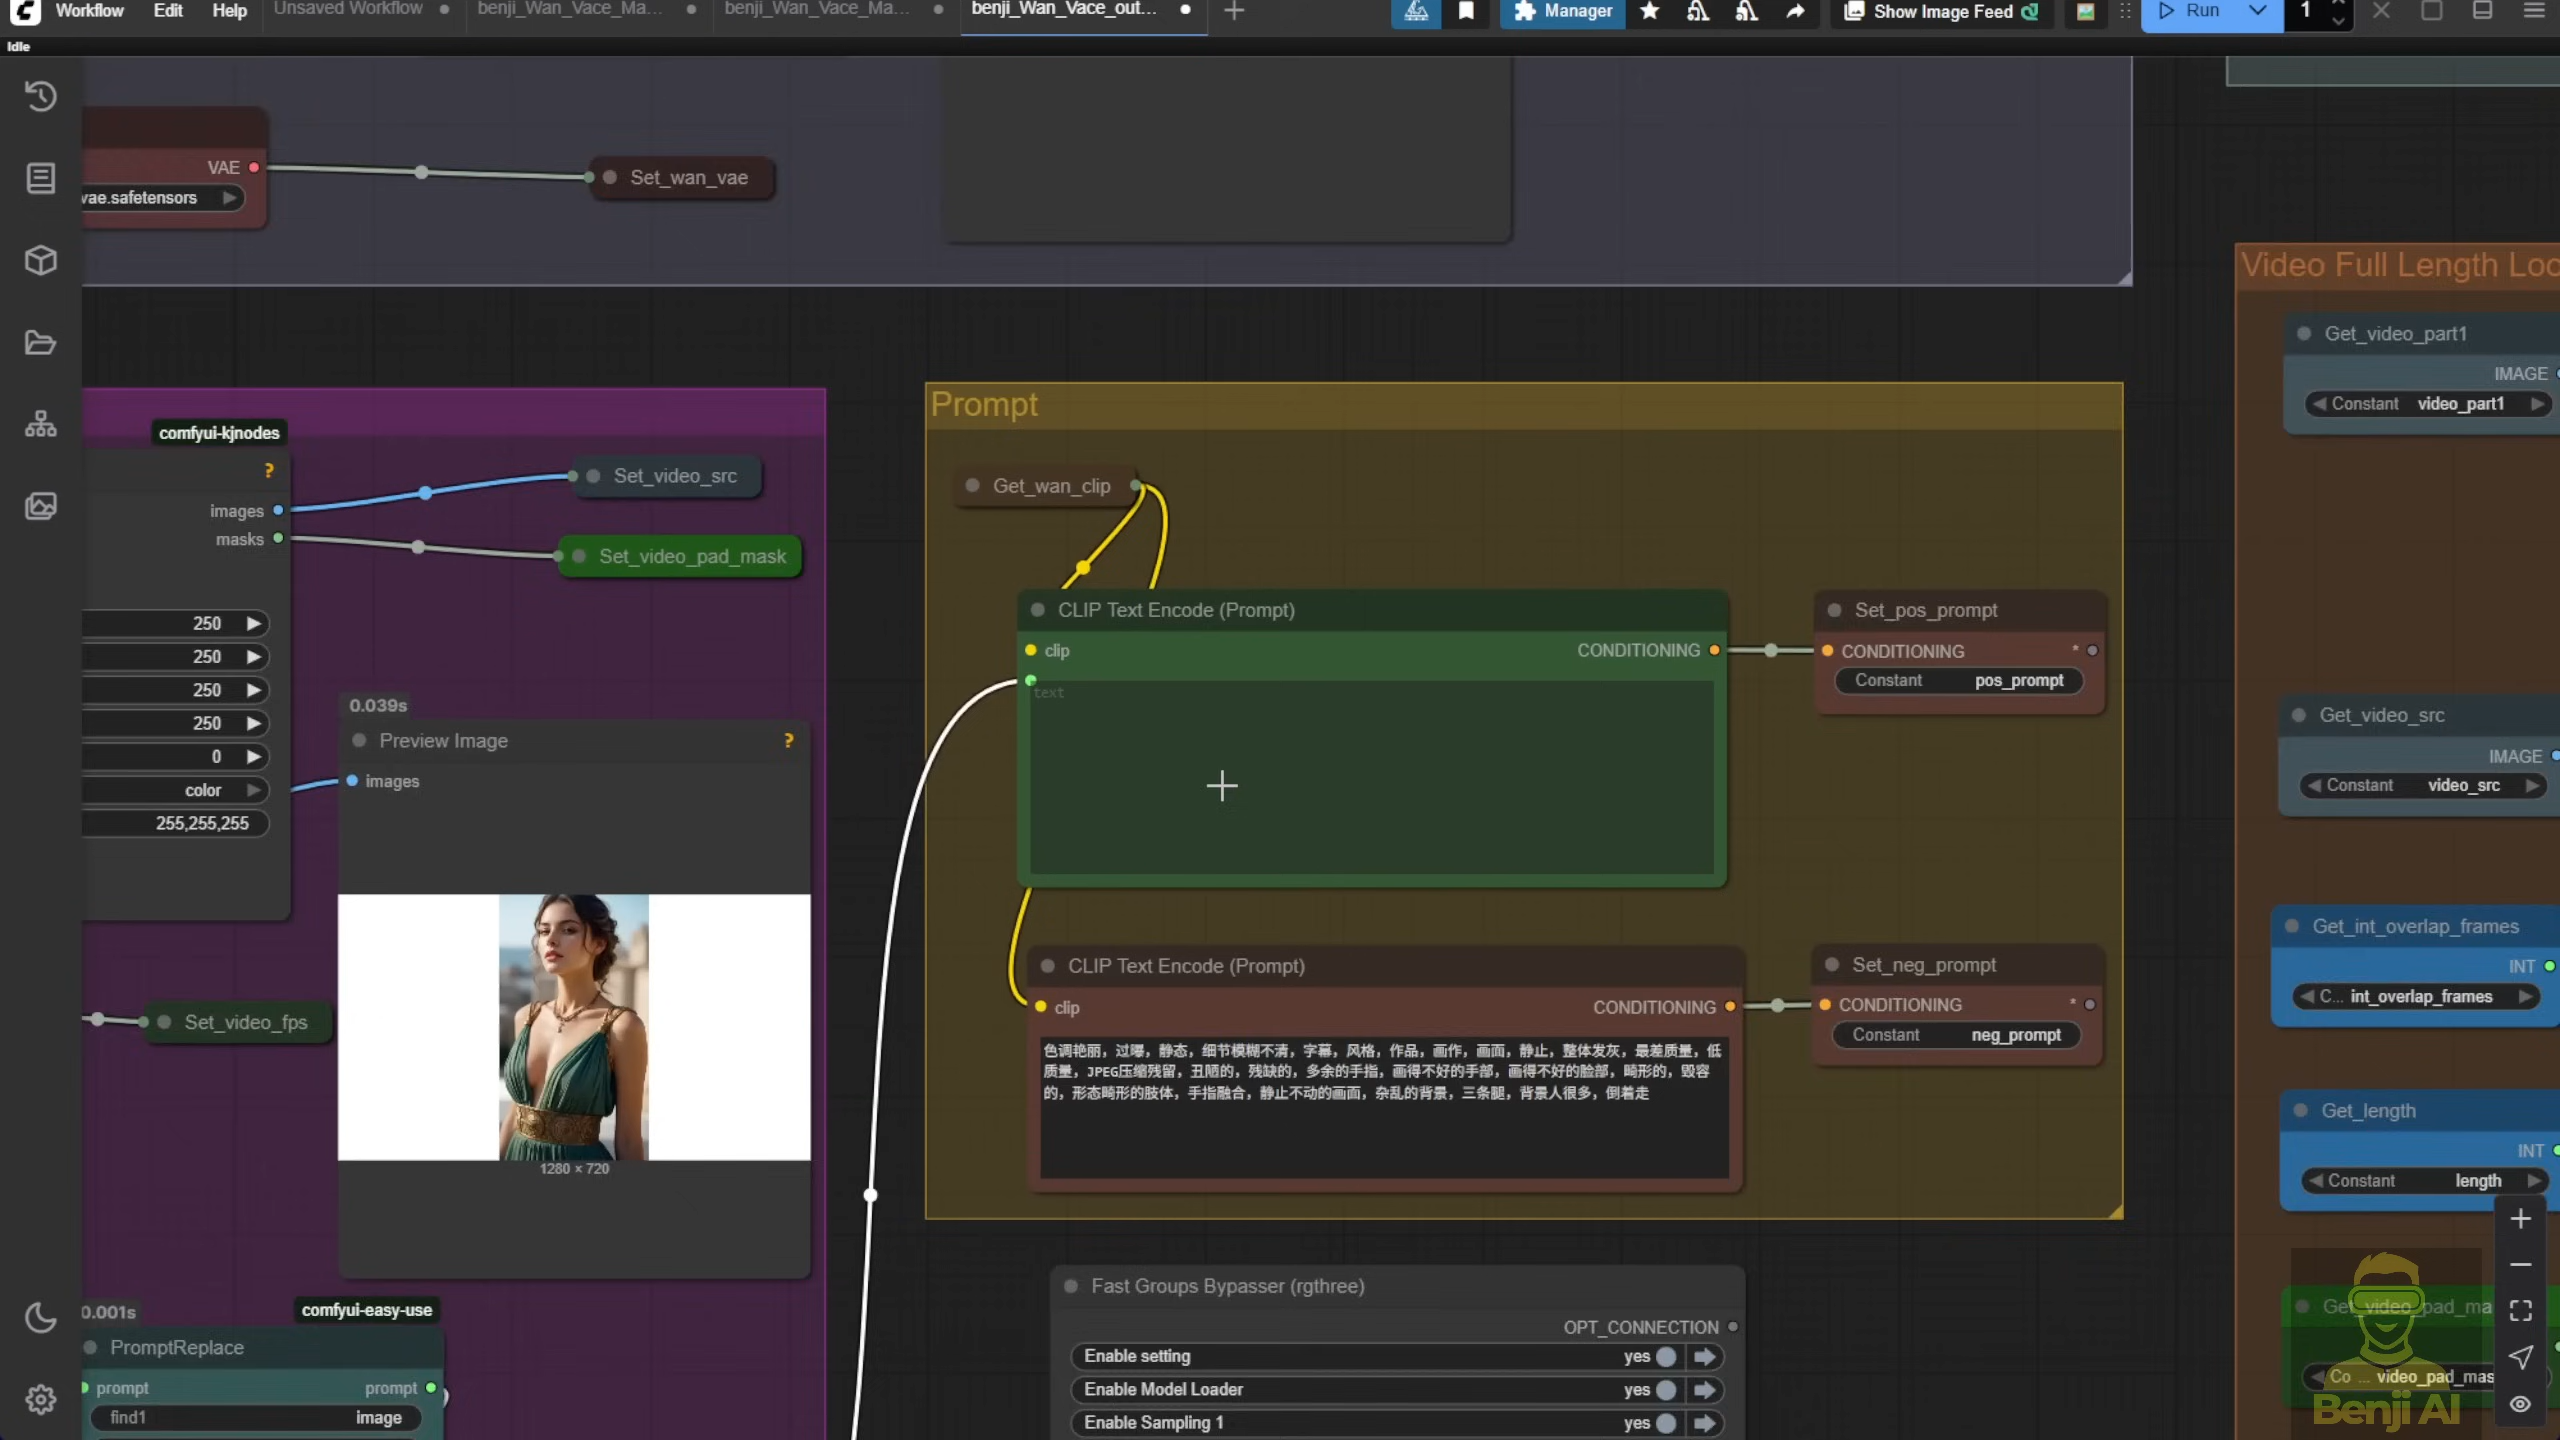 Workflow Edit Help Unsaved Workflow benji_Wan_Vace_Ma... benji_Wan_Vace_Ma... benji_Wan_Vace_out... Manager Show Image Feed Run 1
Idle
VAE
vae.safetensors
Set_wan_vae
comfyui-kjnodes
?
images
masks
Set_video_src
Set_video_pad_mask
250
250
250
250
0
color
255,255,255
0.039s
Preview Image ?
images
1280 × 720
Set_video_fps
0.001s
comfyui-easy-use
PromptReplace
prompt prompt
find1 image
Prompt
Get_wan_clip
CLIP Text Encode (Prompt)
clip CONDITIONING
text
Set_pos_prompt
CONDITIONING *
Constant pos_prompt
CLIP Text Encode (Prompt)
clip CONDITIONING
色调艳丽，过曝，静态，细节模糊不清，字幕，风格，作品，画作，画面，静止，整体发灰，最差质量，低
质量，JPEG压缩残留，丑陋的，残缺的，多余的手指，画得不好的手部，画得不好的脸部，畸形的，毁容
的，形态畸形的肢体，手指融合，静止不动的画面，杂乱的背景，三条腿，背景人很多，倒着走
Set_neg_prompt
CONDITIONING *
Constant neg_prompt
Fast Groups Bypasser (rgthree)
OPT_CONNECTION
Enable setting yes
Enable Model Loader yes
Enable Sampling 1 yes
Video Full Length Loo
Get_video_part1
IMAGE
Constant video_part1
Get_video_src
IMAGE
Constant video_src
Get_int_overlap_frames
INT
C... int_overlap_frames
Get_length
INT
Constant length
Get_video_pad_ma
Co ... video_pad_mas
Benji AI